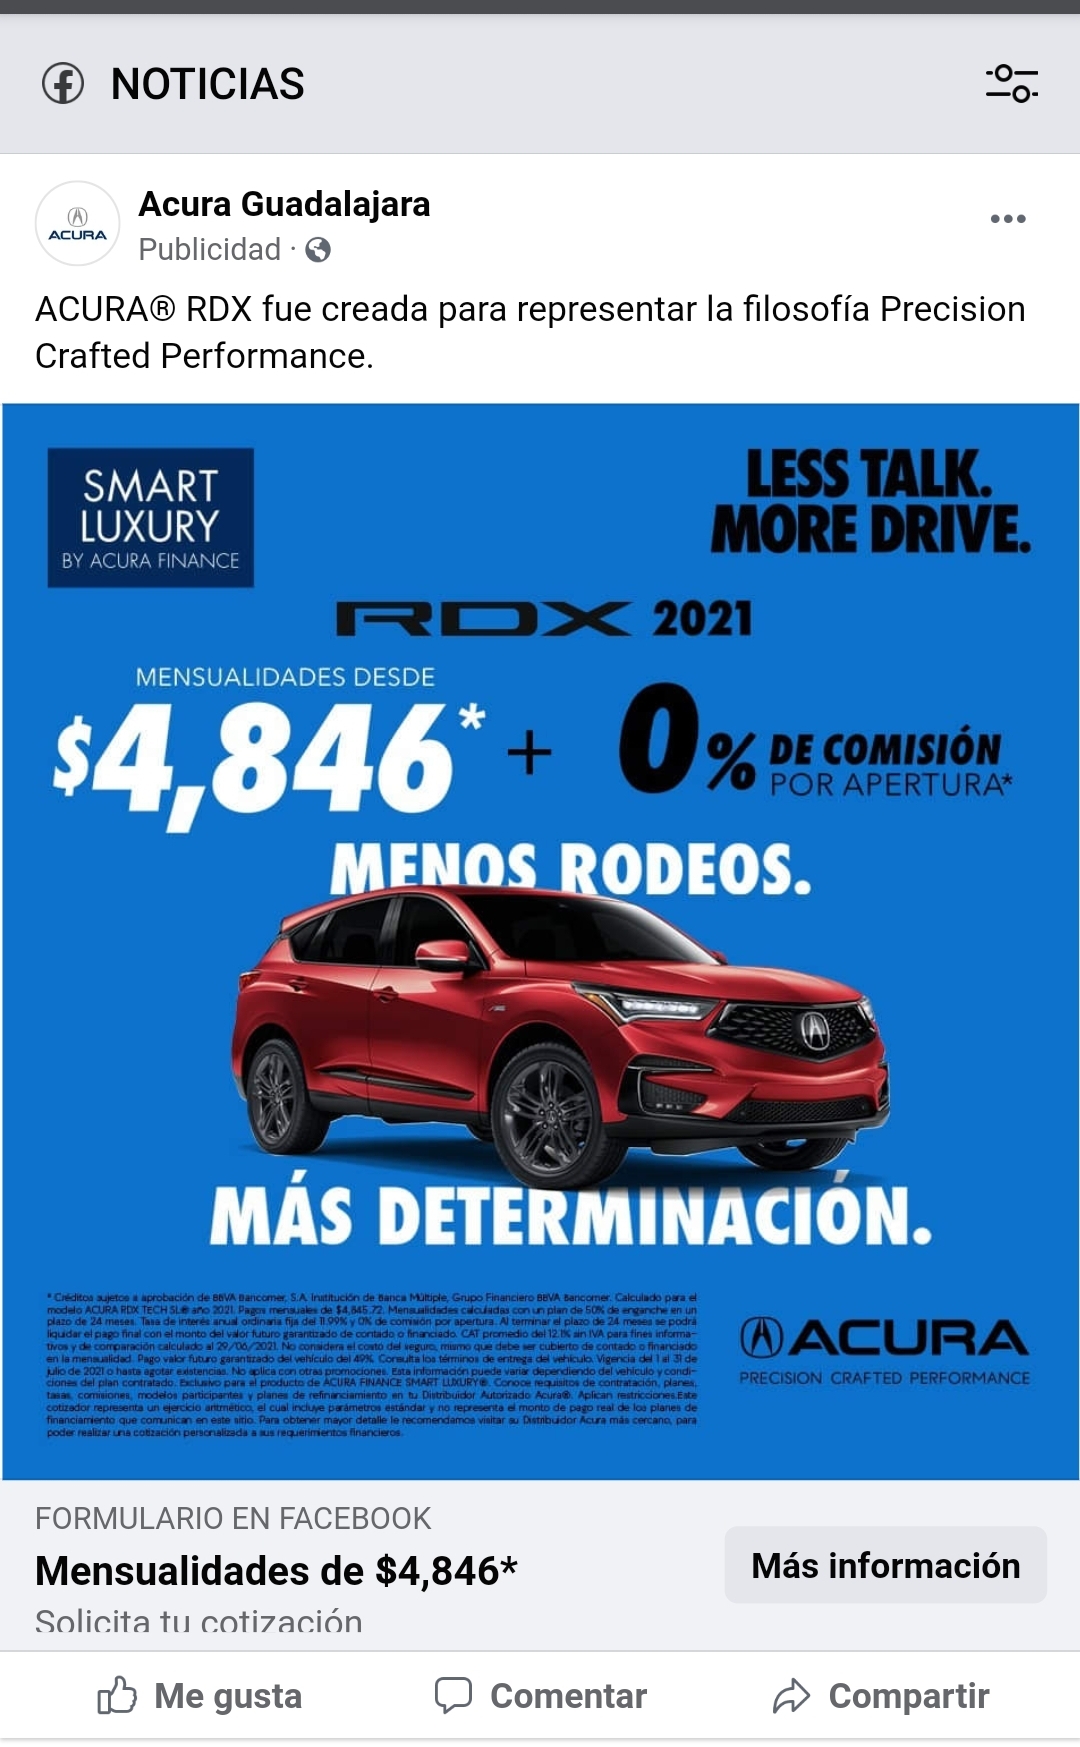 NOTICIAS
ACURA
Acura Guadalajara
Publicidad ·
ACURA® RDX fue creada para representar la filosofía Precision
Crafted Performance.
SMART
LUXURY
BY ACURA FINANCE
LESS TALK.
MORE DRIVE.
RDX 2021
MENSUALIDADES DESDE
$4,846* + 0% DE COMISIÓN
POR APERTURA*
MENOS RODEOS.
MÁS DETERMINACIÓN.
* Créditos sujetos a aprobación de BBVA Bancomer, S.A. Institución de Banca Múltiple, Grupo Financiero BBVA Bancomer. Calculado para el
modelo ACURA RDX TECH SL® año 2021. Pagos mensuales de $4,845.72. Mensualidades calculadas con un plan de 50% de enganche en un
plazo de 24 meses. Tasa de interés anual ordinaria fija del 11.99% y 0% de comisión por apertura. Al terminar el plazo de 24 meses se podrá
liquidar el pago final con el monto del valor futuro garantizado de contado o financiado. CAT promedio del 12.1% sin IVA para fines informa-
tivos y de comparación calculado al 29/06/2021. No considera el costo del seguro, mismo que debe ser cubierto de contado o financiado
en la mensualidad. Pago valor futuro garantizado del vehículo del 49%. Consulta los términos de entrega del vehículo. Vigencia del 1 al 31 de
julio de 2021 o hasta agotar existencias. No aplica con otras promociones. Esta información puede variar dependiendo del vehículo y condi-
ciones del plan contratado. Exclusivo para el producto de ACURA FINANCE SMART LUXURY®. Conoce requisitos de contratación, planes,
tasas, comisiones, modelos participantes y planes de refinanciamiento en tu Distribuidor Autorizado Acura®. Aplican restricciones.Este
cotizador representa un ejercicio aritmético, el cual incluye parámetros estándar y no representa el monto de pago real de los planes de
financiamiento que comunican en este sitio. Para obtener mayor detalle le recomendamos visitar su Distribuidor Acura más cercano, para
poder realizar una cotización personalizada a sus requerimientos financieros.
ACURA
PRECISION CRAFTED PERFORMANCE
FORMULARIO EN FACEBOOK
Mensualidades de $4,846*
Solicita tu cotización
Más información
Me gusta
Comentar
Compartir